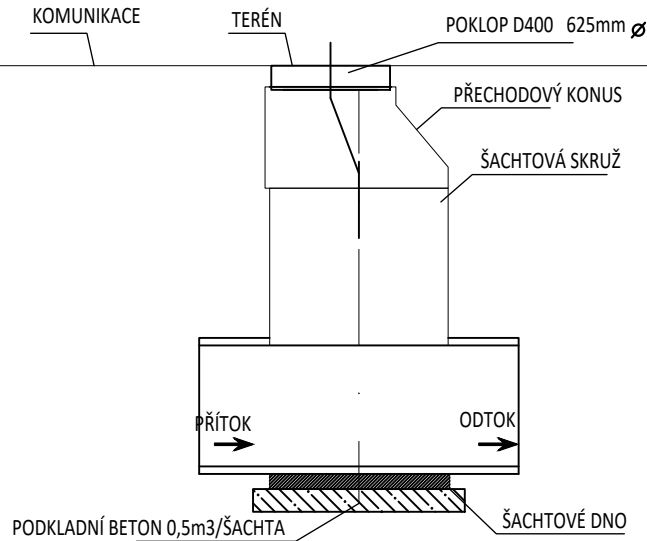 KOMUNIKACE
TERÉN
POKLOP D400 625mm ø
PŘECHODOVÝ KONUS
ŠACHTOVÁ SKRUŽ
PŘÍTOK
ODTOK
PODKLADNÍ BETON 0,5m3/ŠACHTA
ŠACHTOVÉ DNO